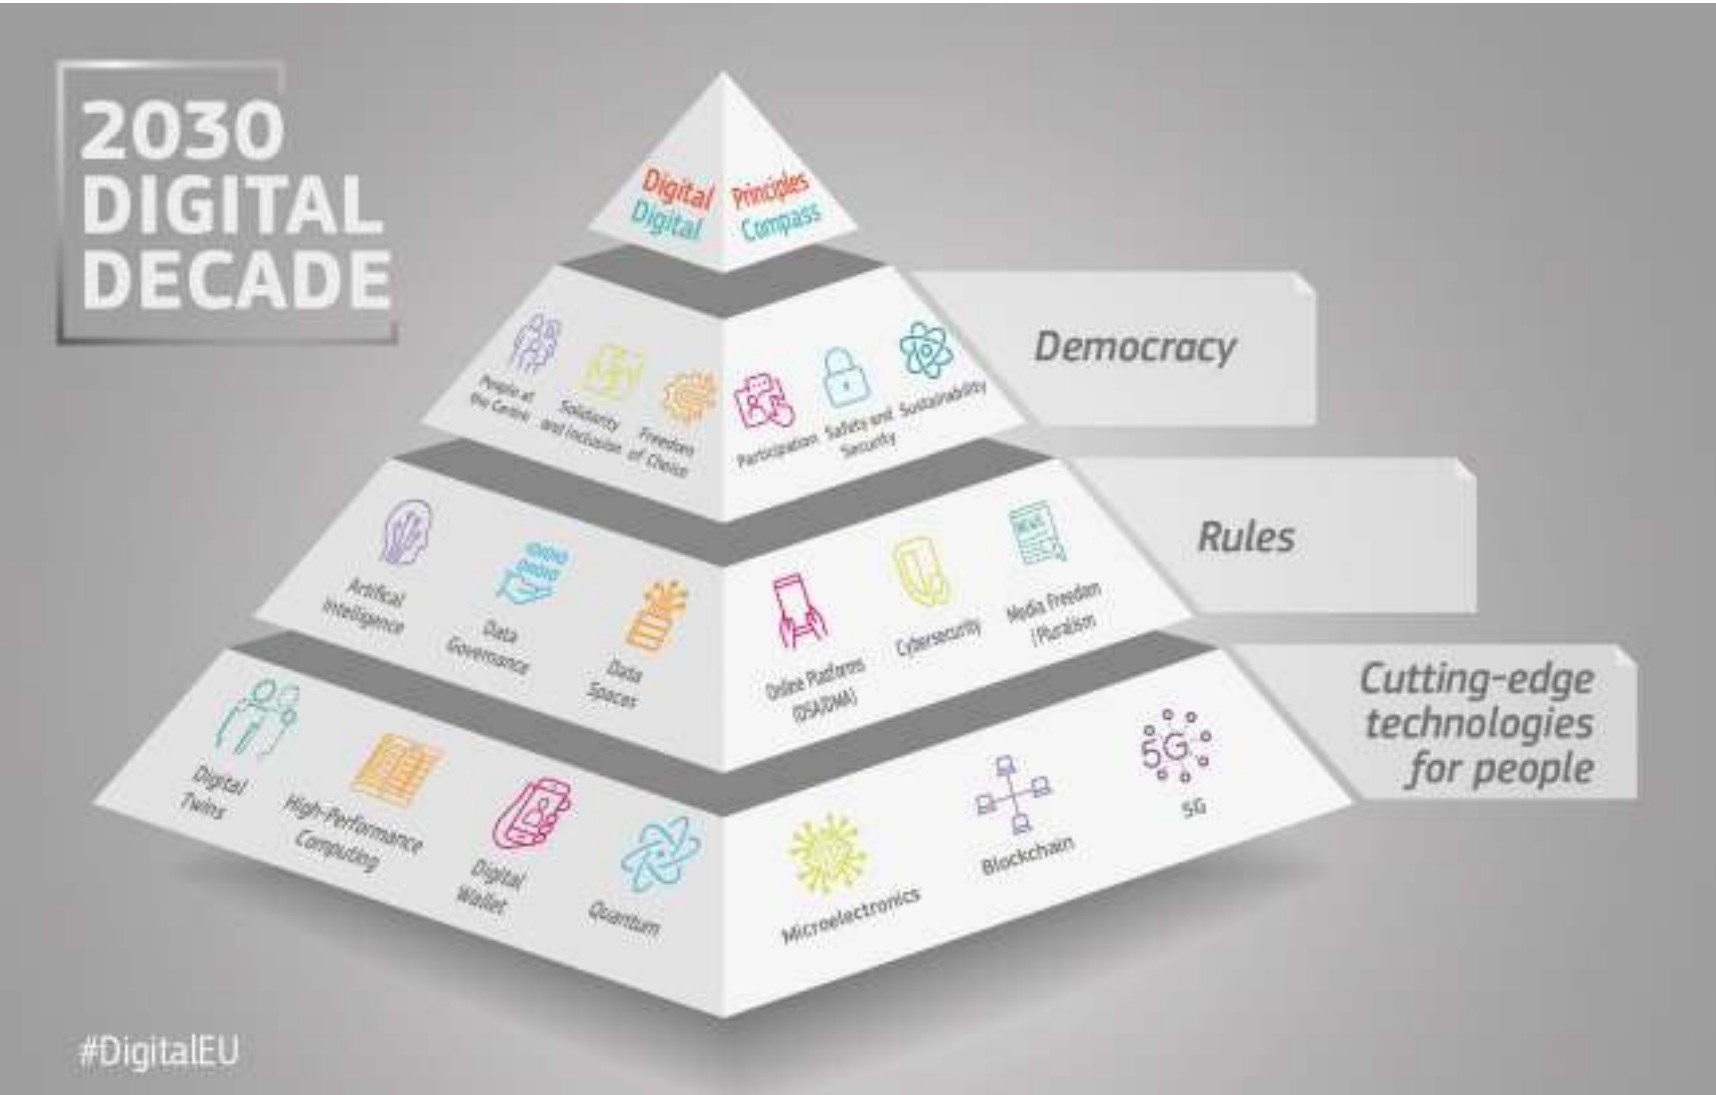 2030
DIGITAL
DECADE
Digital Principles
Digital Compass
People at
the Centre
Solidarity
and Inclusion
Freedom
of Choice
Participation
Safety and
Security
Sustainability
Democracy
Artifical
Intelligence
Data
Governance
Data
Spaces
Online Platforms
(DSA/DMA)
Cybersecurity
NEWS
Media Freedom
/Pluralism
Rules
Digital
Twins
High-Performance
Computing
Digital
Wallet
Quantum
Microelectronics
Blockchain
5G
5G
Cutting-edge
technologies
for people
#DigitalEU